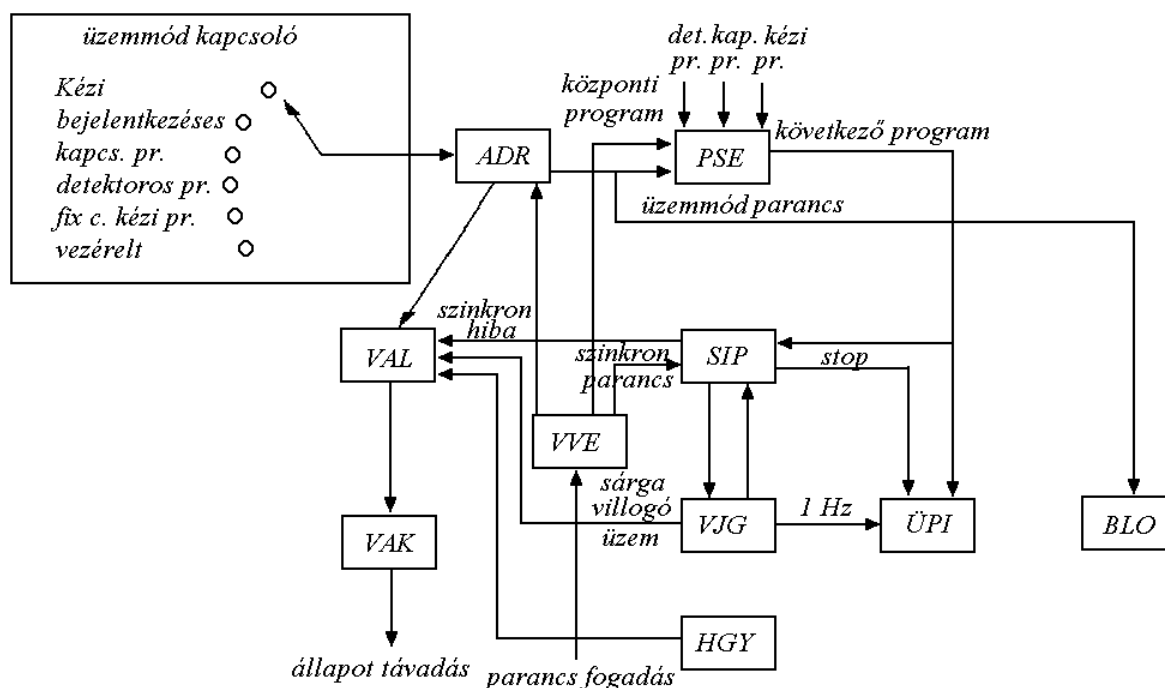 üzemmód kapcsoló
Kézi
bejelentkezéses
kapcs. pr.
detektoros pr.
fix c. kézi pr.
vezérelt
det. kap. kézi
pr. pr. pr.
központi
program
következő program
ADR
PSE
üzemmód parancs
szinkron
hiba
VAL
szinkron
parancs
SIP
stop
VVE
sárga
villogó
üzem
VJG
1 Hz
ÜPI
BLO
VAK
HGY
állapot távadás
parancs fogadás